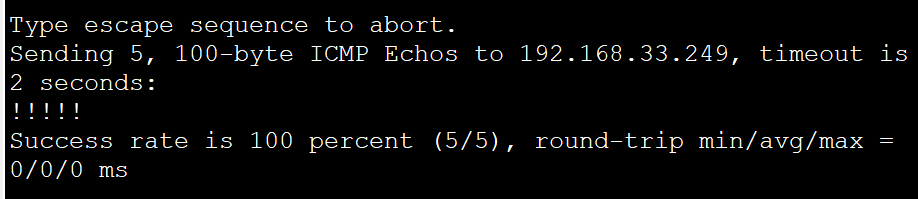 Type escape sequence to abort.
Sending 5, 100-byte ICMP Echos to 192.168.33.249, timeout is
2 seconds:
!!!!!
Success rate is 100 percent (5/5), round-trip min/avg/max =
0/0/0 ms